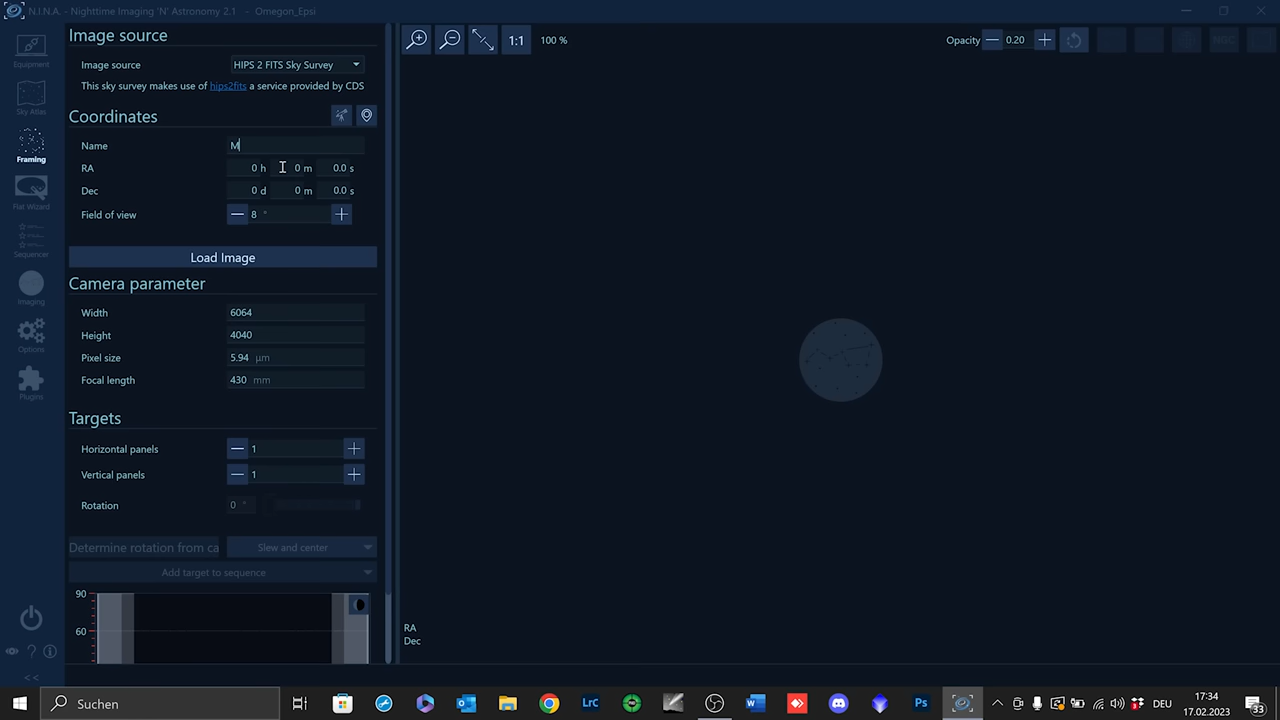 N.I.N.A. - Nighttime Imaging 'N' Astronomy 2.1 - Omegon_Epsi
Equipment
Sky Atlas
Framing
Flat Wizard
Sequencer
Imaging
Options
Plugins
<<
Image source
Image source HIPS 2 FITS Sky Survey
This sky survey makes use of hips2fits a service provided by CDS
Coordinates
Name M
RA 0 h 0 m 0.0 s
Dec 0 d 0 m 0.0 s
Field of view 8 °
Load Image
Camera parameter
Width 6064
Height 4040
Pixel size 5.94 µm
Focal length 430 mm
Targets
Horizontal panels 1
Vertical panels 1
Rotation 0 °
Determine rotation from ca Slew and center
Add target to sequence
90
60
1:1 100 %
Opacity 0.20
RA
Dec
Suchen
LrC
Ps
DEU
17:34
17.02.2023
33